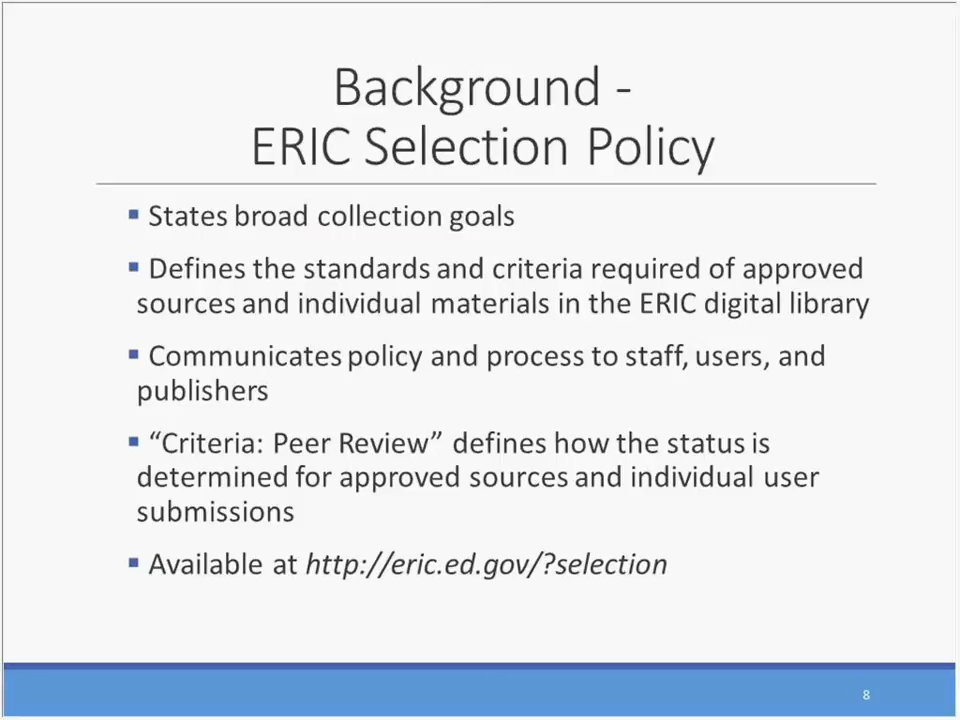 Background -
ERIC Selection Policy
▪ States broad collection goals
▪ Defines the standards and criteria required of approved
sources and individual materials in the ERIC digital library
▪ Communicates policy and process to staff, users, and
publishers
▪ “Criteria: Peer Review” defines how the status is
determined for approved sources and individual user
submissions
▪ Available at http://eric.ed.gov/?selection
8